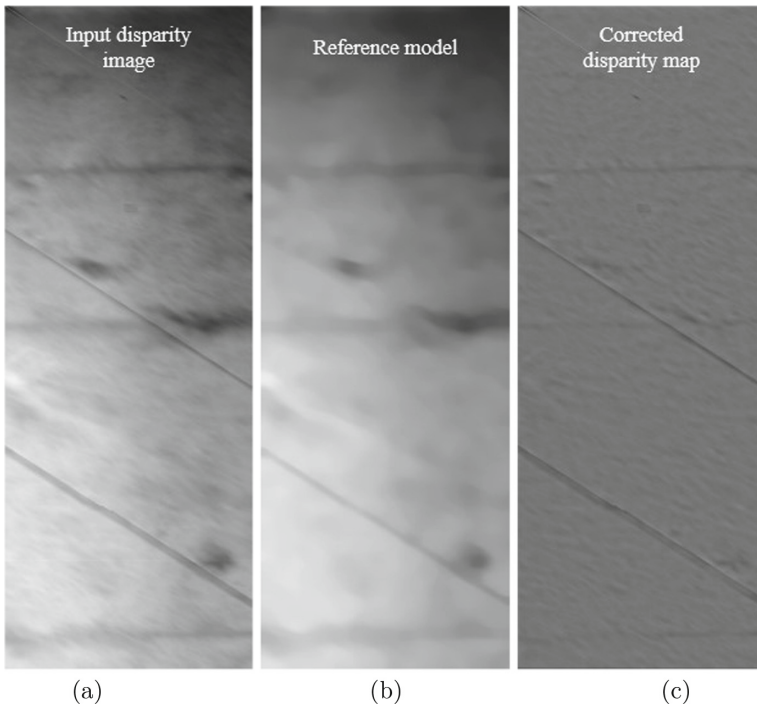 Input disparity
image
Reference model
Corrected
disparity map
(a)
(b)
(c)